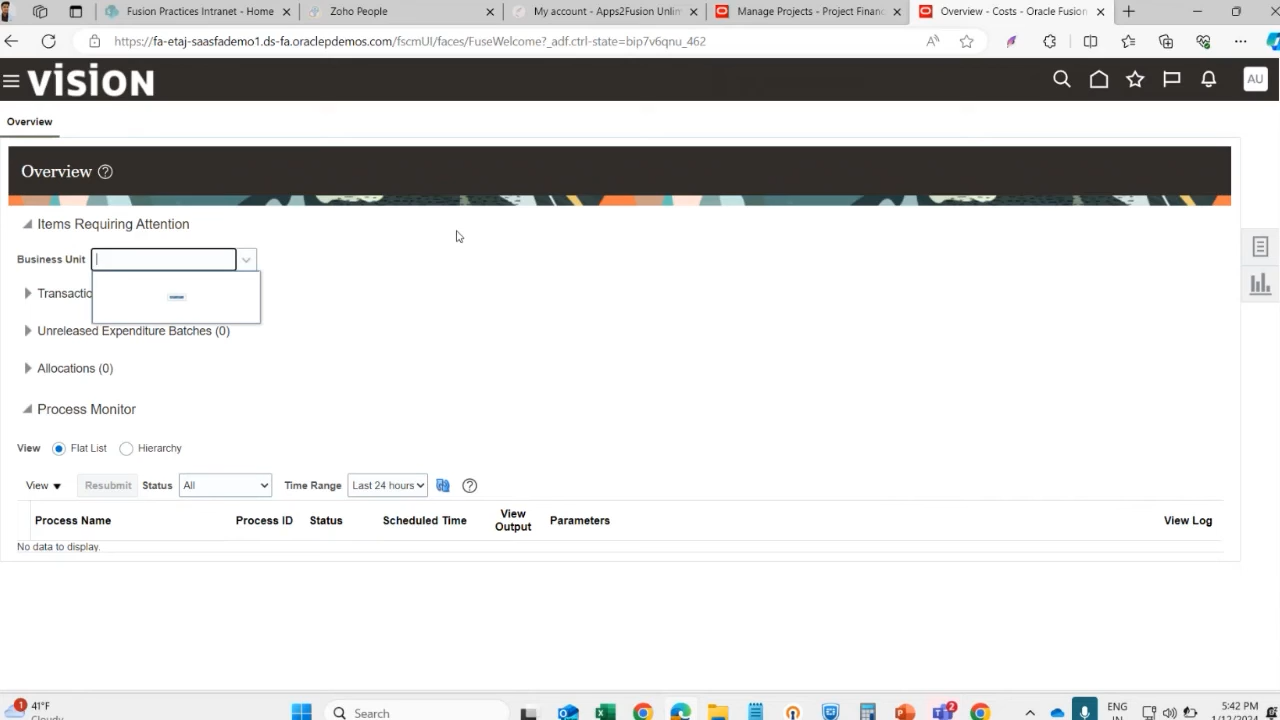 Fusion Practices Intranet - Home
Zoho People
My account - Apps2Fusion Unlim
Manage Projects - Project Financ
Overview - Costs - Oracle Fusion
https://fa-etaj-saasfademo1.ds-fa.oraclepdemos.com/fscmUI/faces/FuseWelcome?_adf.ctrl-state=bip7v6qnu_462
vision
AU
Overview
Overview
Items Requiring Attention
Business Unit
Transactio
Unreleased Expenditure Batches (0)
Allocations (0)
Process Monitor
View Flat List Hierarchy
View Resubmit Status All Time Range Last 24 hours
Process Name Process ID Status Scheduled Time View Output Parameters View Log
No data to display.
1 41°F
Cloudy
Search
2
ENG
IN
5:42 PM
1/12/2024